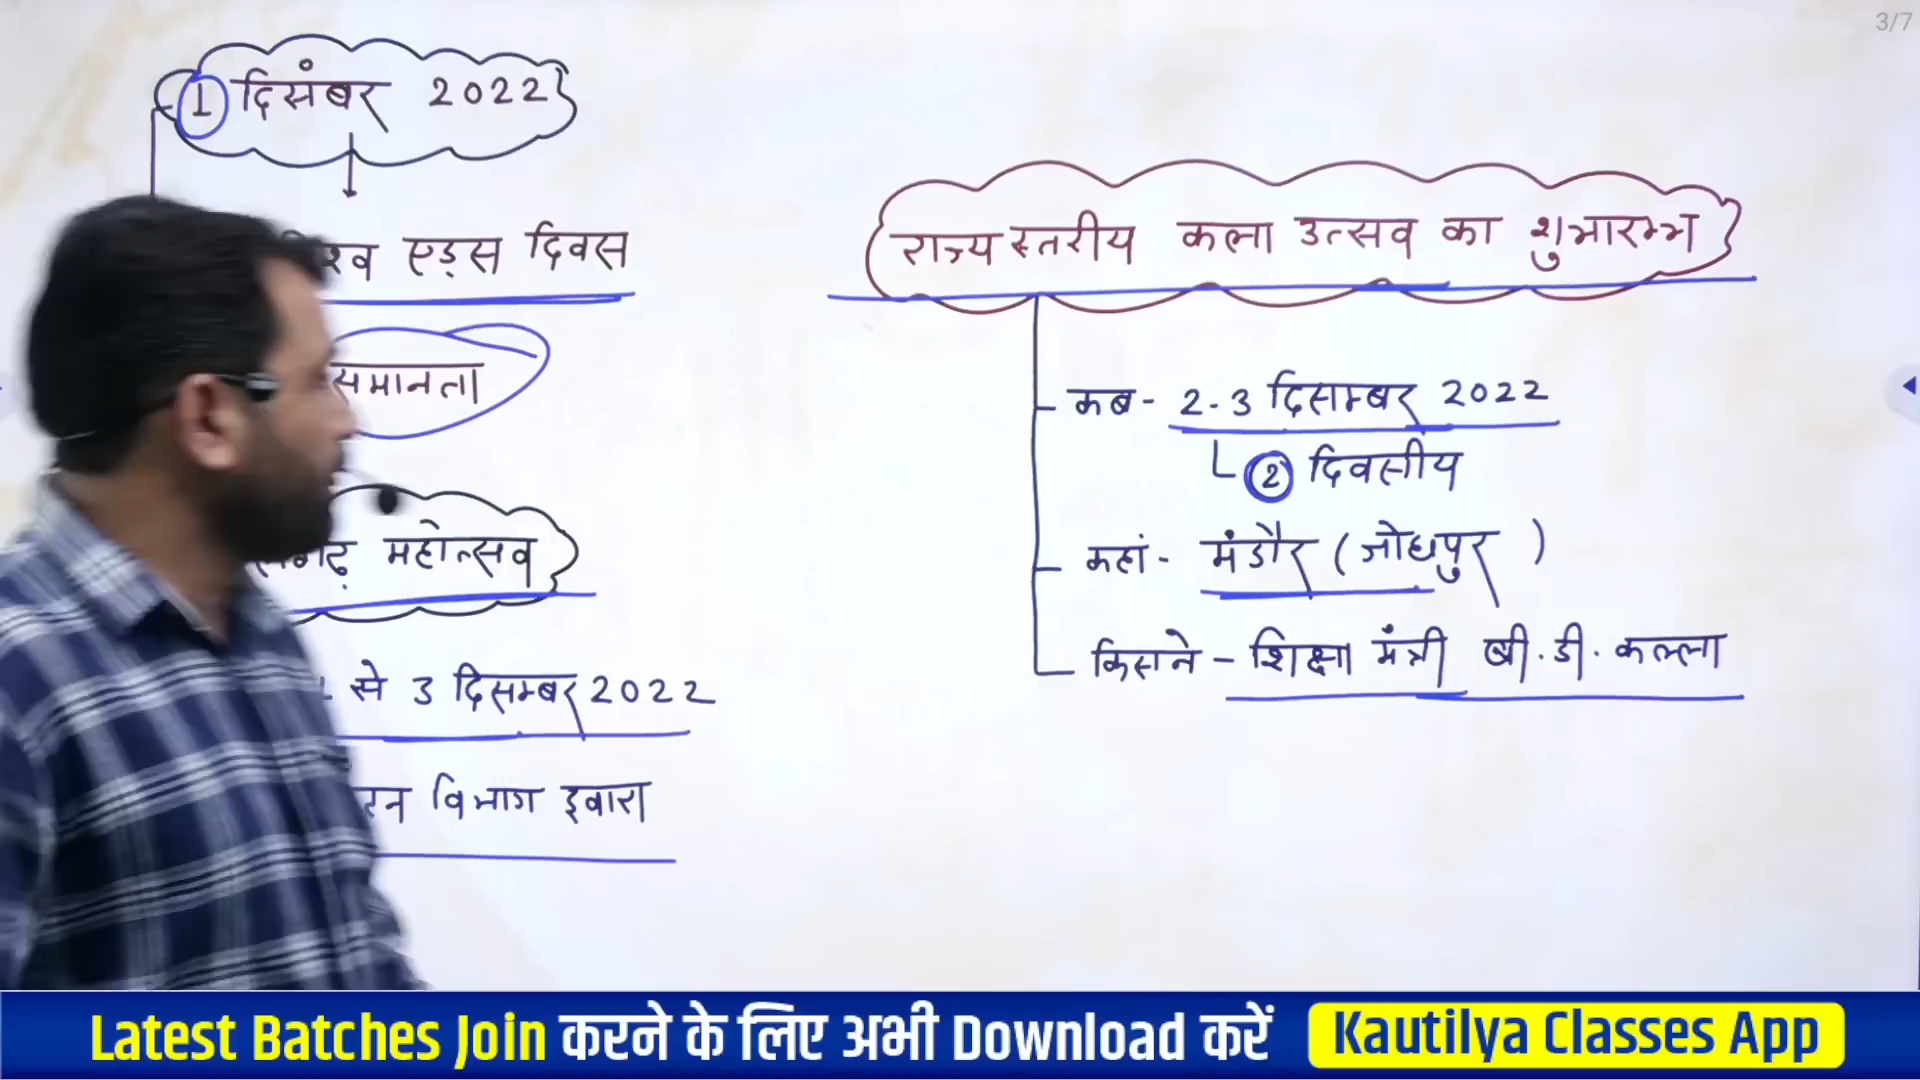 3/7
1 दिसंबर 2022
एड्स दिवस
समानता
महोत्सव
से 3 दिसम्बर 2022
विभाग द्वारा
राज्य स्तरीय कला उत्सव का शुभारम्भ
कब - 2-3 दिसम्बर 2022
2 दिवसीय
कहां - मंडौर (जोधपुर)
किसने - शिक्षा मंत्री बी.डी. कल्ला
Latest Batches Join करने के लिए अभी Download करें Kautilya Classes App